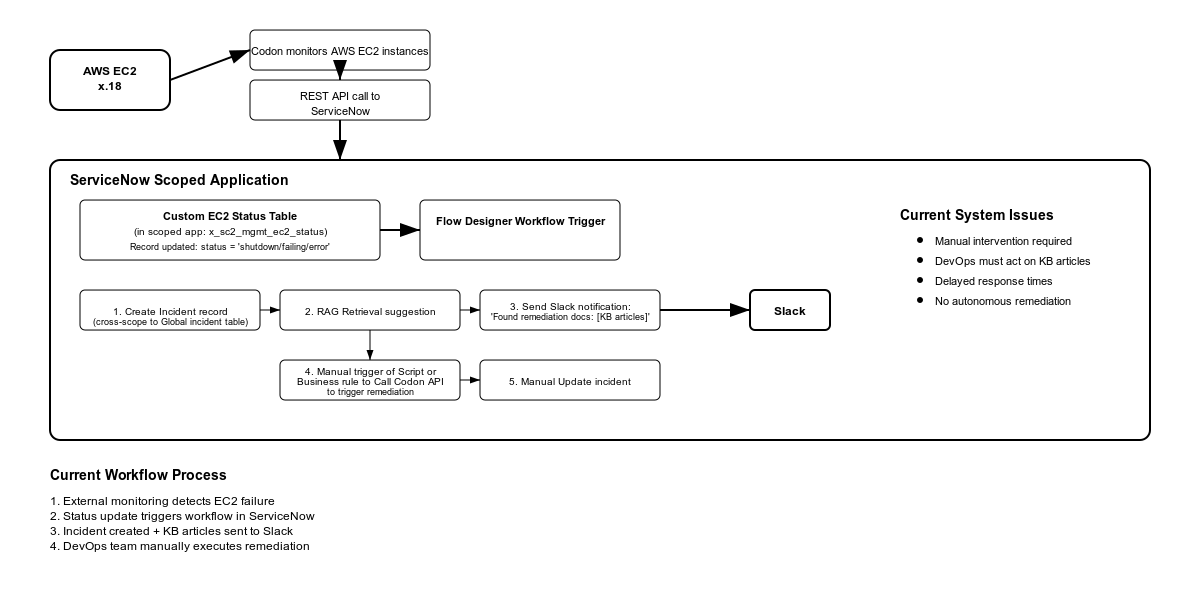 AWS EC2
x.18
Codon monitors AWS EC2 instances
REST API call to
ServiceNow
ServiceNow Scoped Application
Custom EC2 Status Table
(in scoped app: x_sc2_mgmt_ec2_status)
Record updated: status = 'shutdown/failing/error'
Flow Designer Workflow Trigger
Current System Issues
Manual intervention required
DevOps must act on KB articles
Delayed response times
No autonomous remediation
1. Create Incident record
(cross-scope to Global incident table)
2. RAG Retrieval suggestion
3. Send Slack notification:
'Found remediation docs: [KB articles]'
Slack
4. Manual trigger of Script or
Business rule to Call Codon API
to trigger remediation
5. Manual Update incident
Current Workflow Process
1. External monitoring detects EC2 failure
2. Status update triggers workflow in ServiceNow
3. Incident created + KB articles sent to Slack
4. DevOps team manually executes remediation